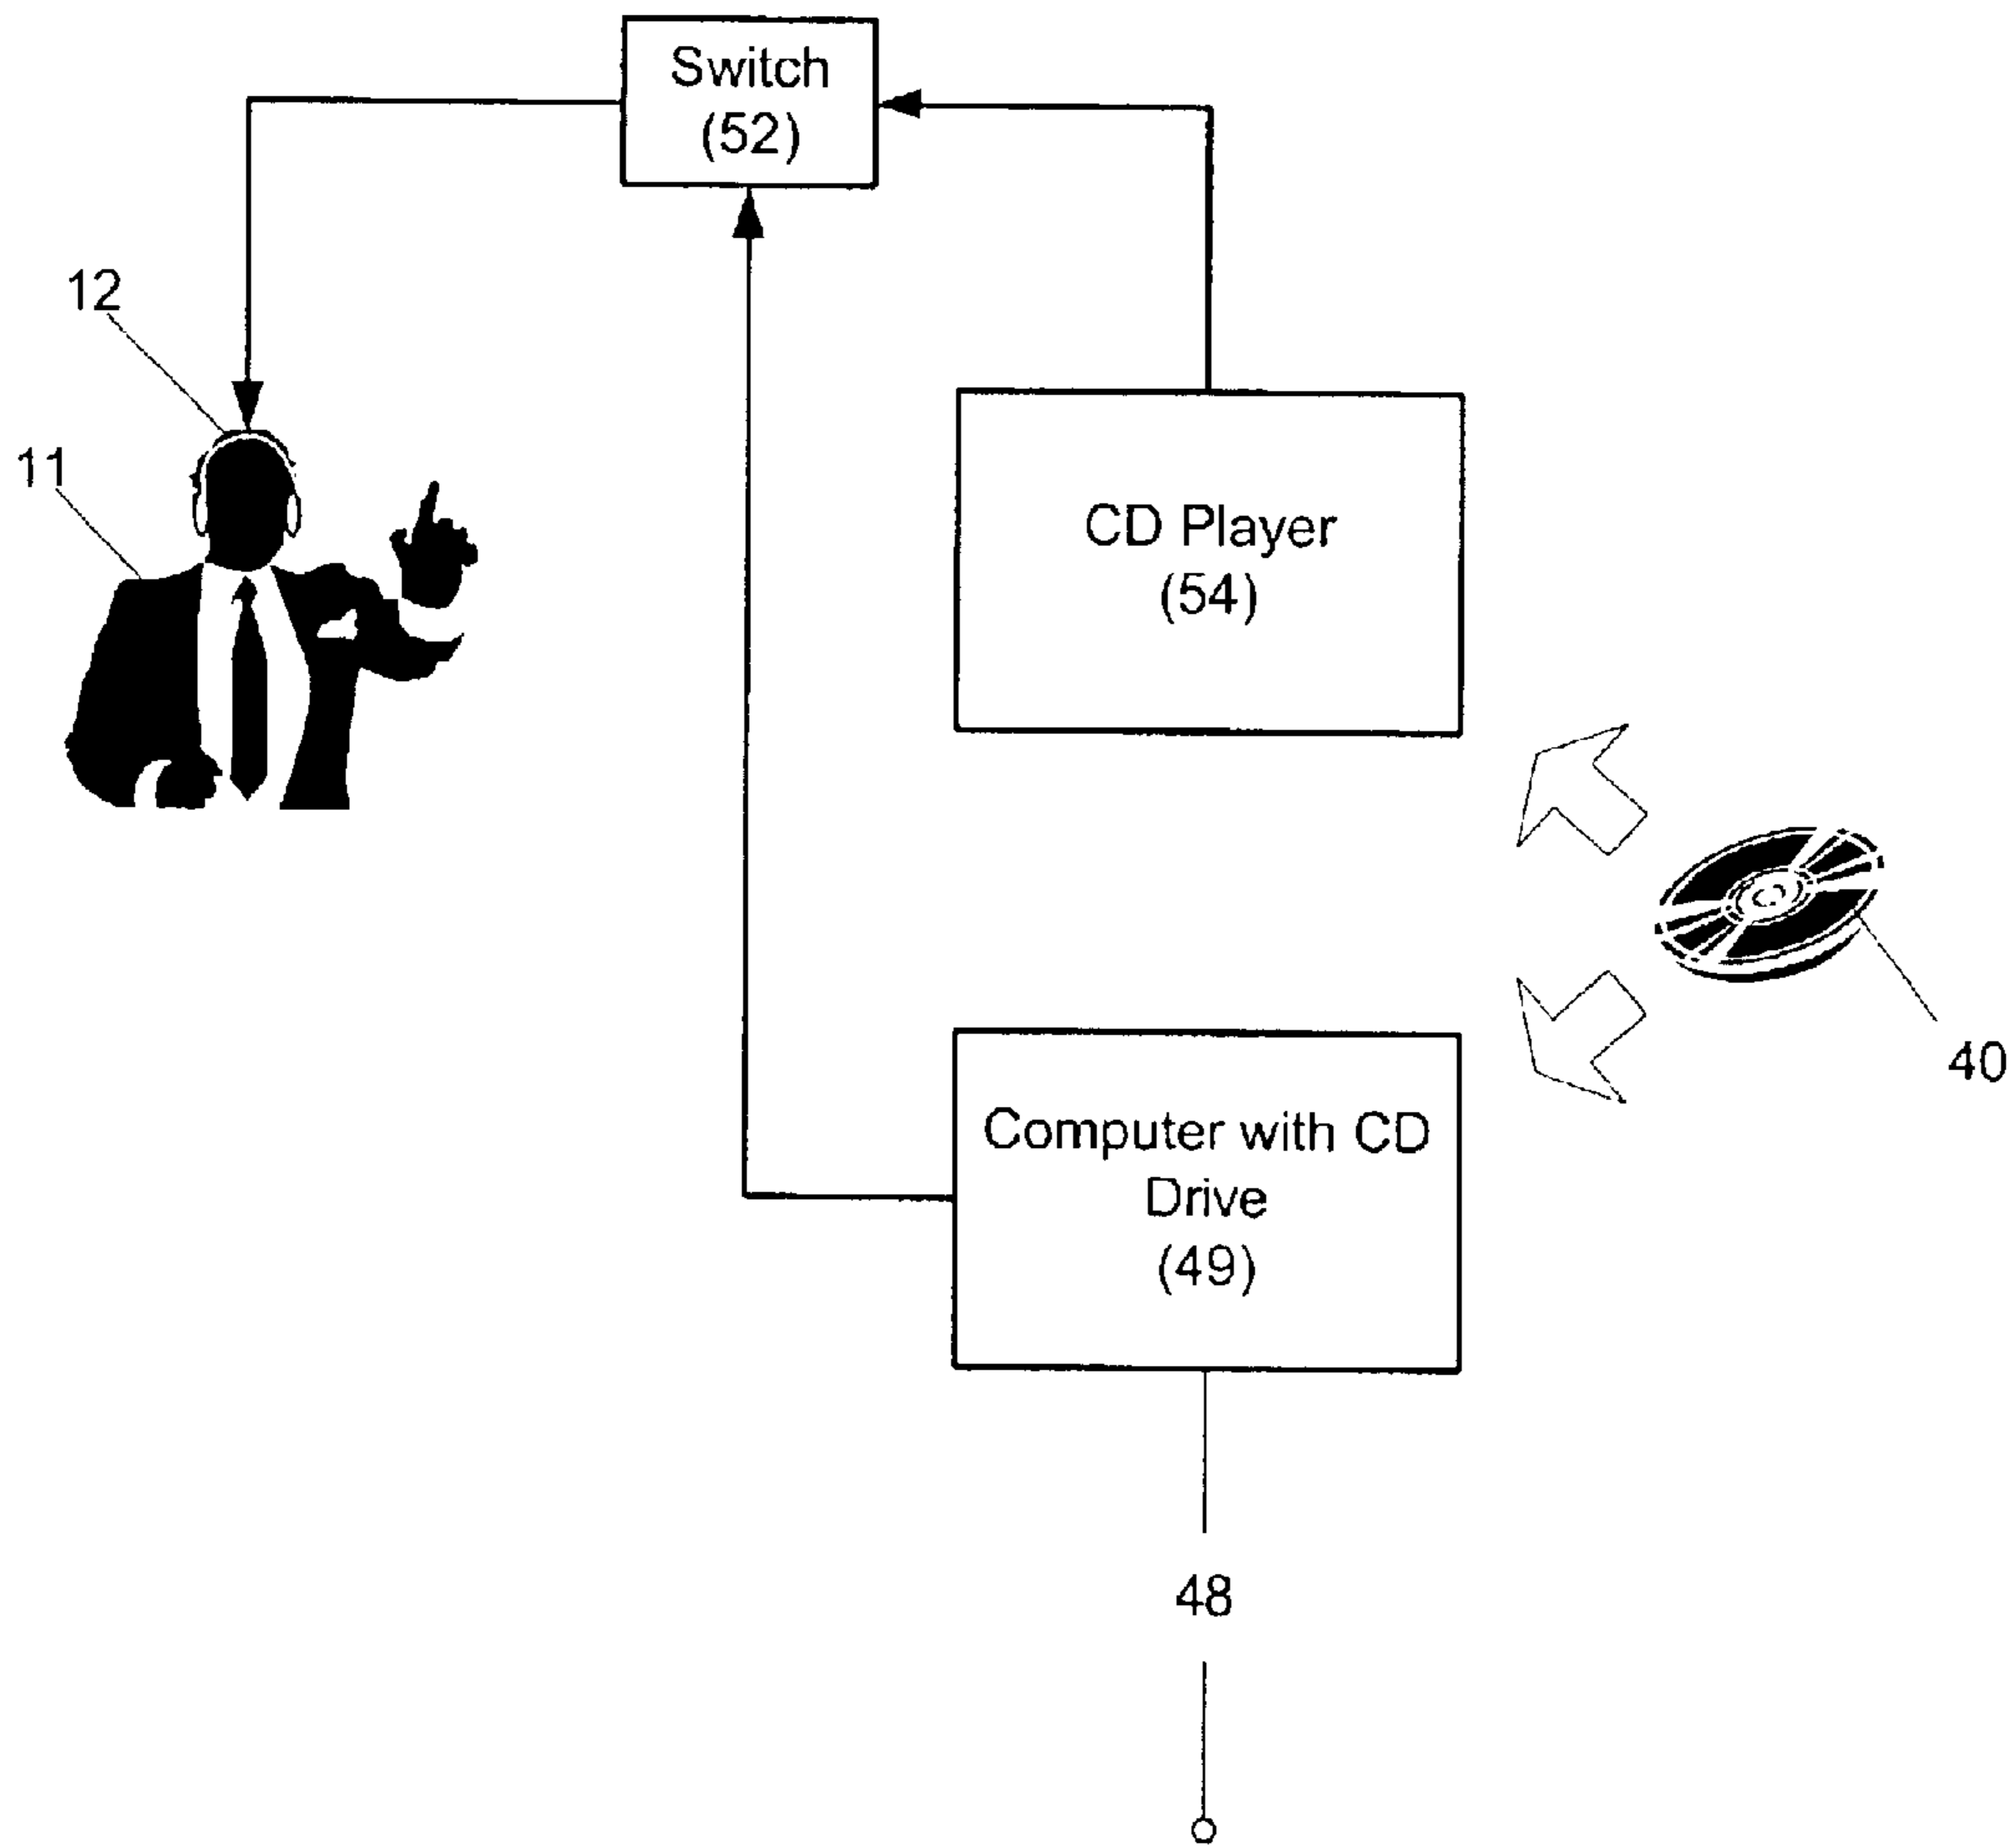 Switch
(52)
12
11
CD Player
(54)
40
Computer with CD
Drive
(49)
48